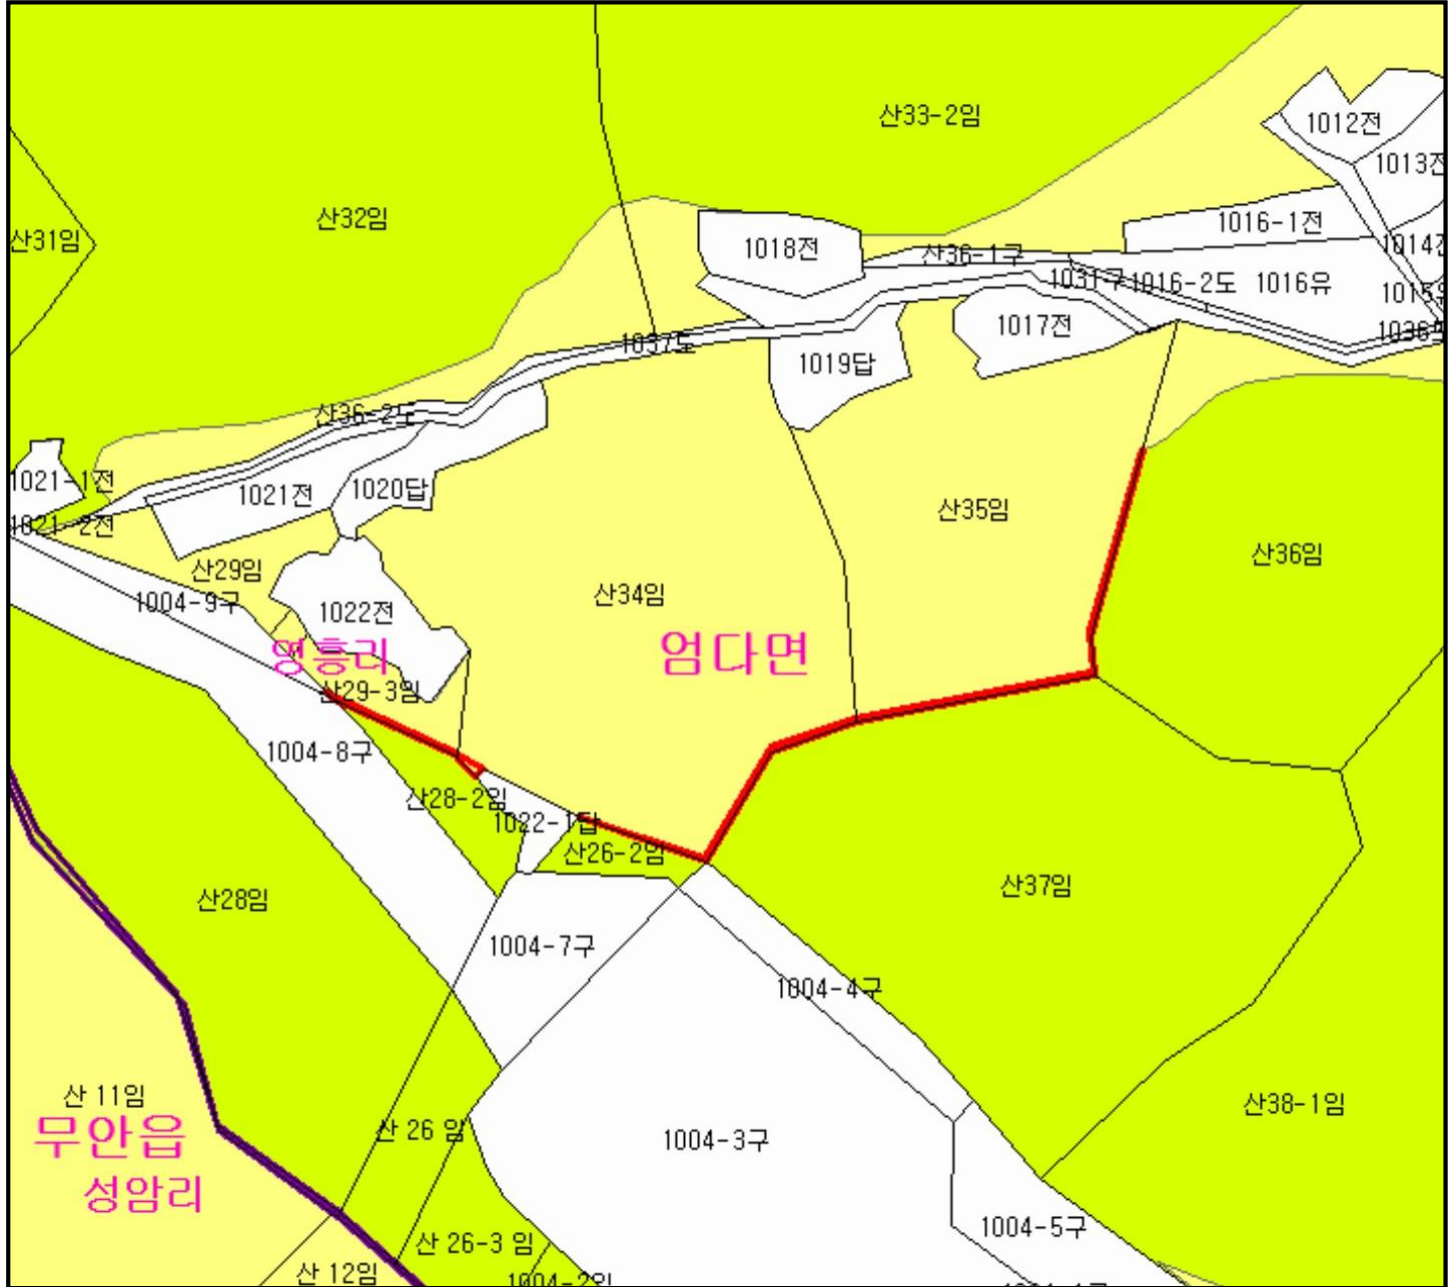 산33-2임
1012전
1013전
산32임
산31임
1016-1전
1018전
산36-1구
1014전
1031구
1016-2도
1016유
1017전
1037도
1019답
산36-2도
1021-1전
1021전
1020답
산35임
1021-2전
산36임
산29임
산34임
1004-9구
1022전
영흥리
엄다면
산29-3임
1004-8구
산28-2임
1022-1답
산26-2임
산37임
산28임
1004-7구
1004-4구
산 11임
산38-1임
무안읍
산 26 임
1004-3구
성암리
1004-5구
산 26-3 임
산 12임
1004-2임